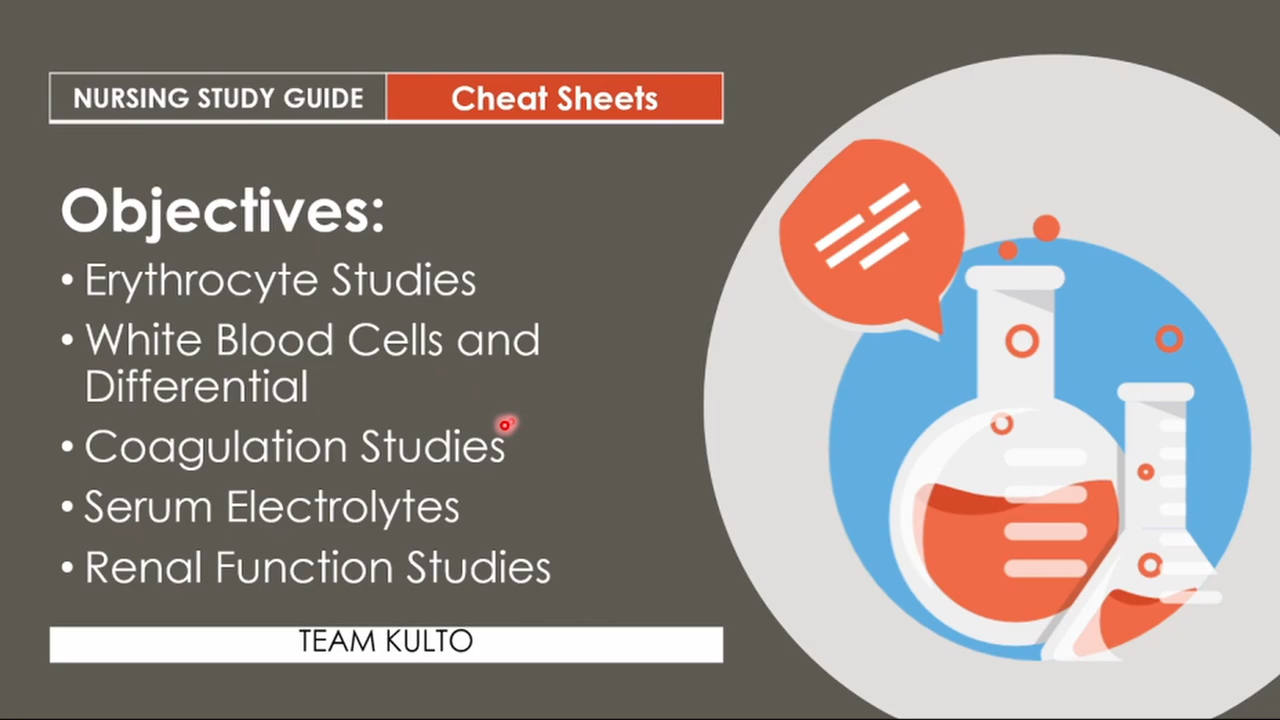 NURSING STUDY GUIDE
Cheat Sheets
Objectives:
• Erythrocyte Studies
• White Blood Cells and
Differential
• Coagulation Studies
• Serum Electrolytes
• Renal Function Studies
TEAM KULTO